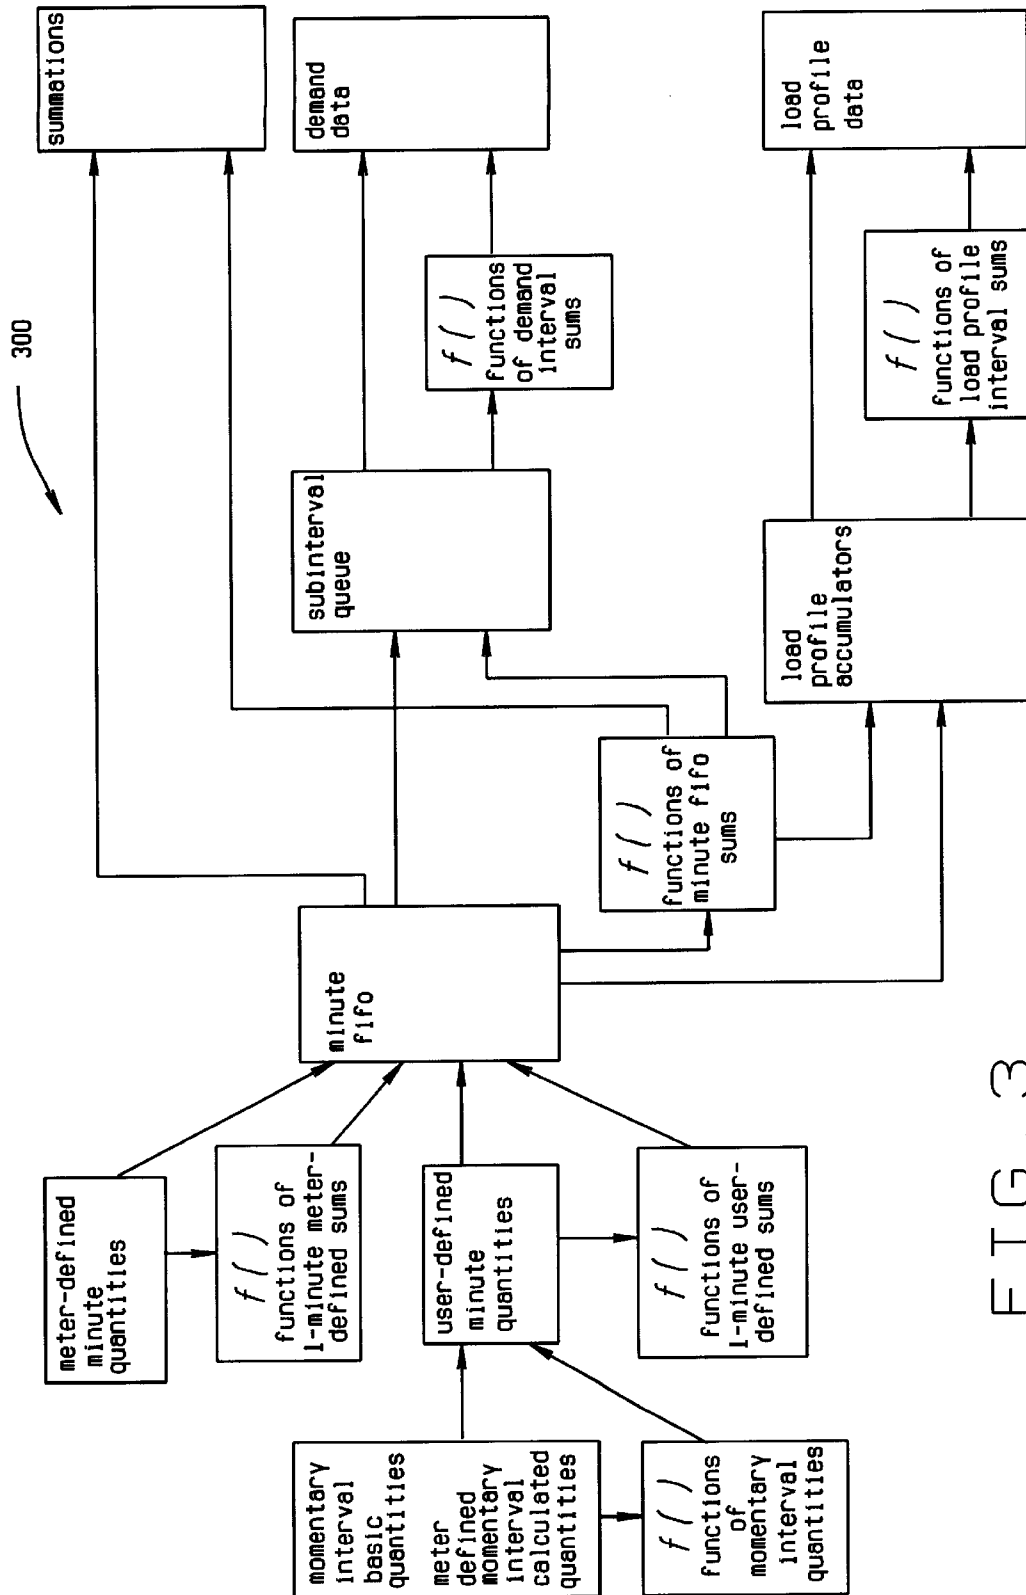 300
momentary
interval
basic
quantities
meter
defined
momentary
interval
calculated
quantities
f()
functions
of
momentary
interval
quantities
meter-defined
minute
quantities
f()
functions of
1-minute meter-
defined sums
user-defined
minute
quantities
f()
functions of
1-minute user-
defined sums
minute
fifo
f()
functions of
minute fifo
sums
subinterval
queue
load
profile
accumulators
f()
functions
of demand
interval
sums
f()
functions of
load profile
interval sums
summations
demand
data
load
profile
data
FIG. 3